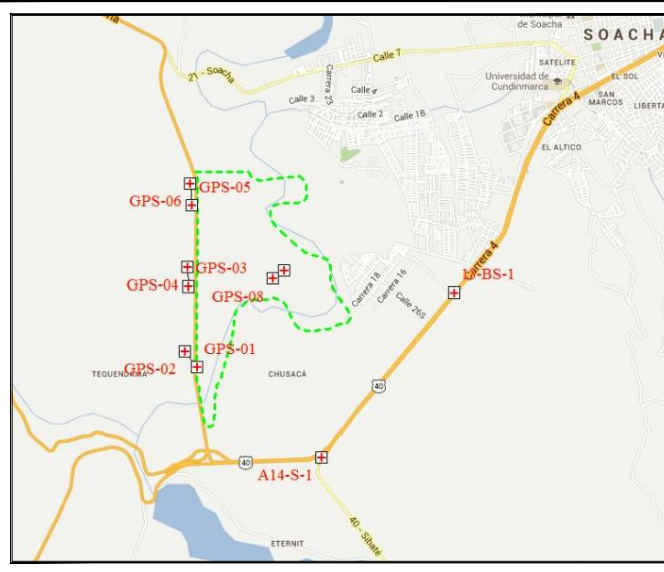 de Soacha
SOACHA
Calle 7
21 - Soacha
SATELITE
Universidad de
Cundinmarca
EL SOL
SAN
MARCOS
LIBERTA
Carrera 23
Calle 4
Calle 3
Calle 2
Calle 1B
Carrera 4
EL ALTICO
GPS-05
GPS-06
GPS-03
GPS-04
GPS-08
Carrera 4
Carrera 18
Carrera 16
Calle 26S
GPS-01
GPS-02
TEQUENDAMA
CHUSACÁ
40
40
A14-S-1
40 - Sibaté
ETERNIT